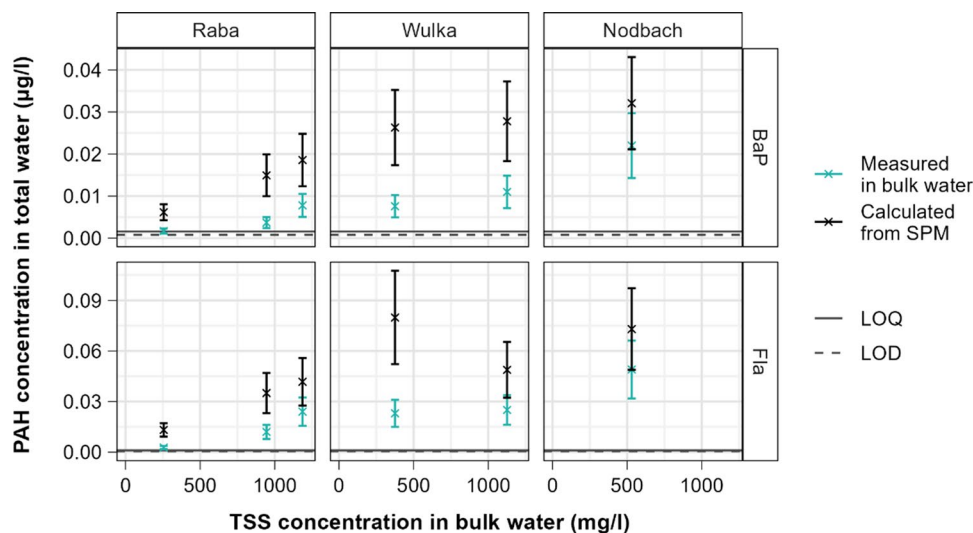 Raba
Wulka
Nodbach
PAH concentration in total water (µg/l)
0.04
0.03
0.02
0.01
0.00
BaP
0.09
0.06
0.03
0.00
Fla
0 500 1000
0 500 1000
0 500 1000
TSS concentration in bulk water (mg/l)
Measured
in bulk water
Calculated
from SPM
LOQ
LOD